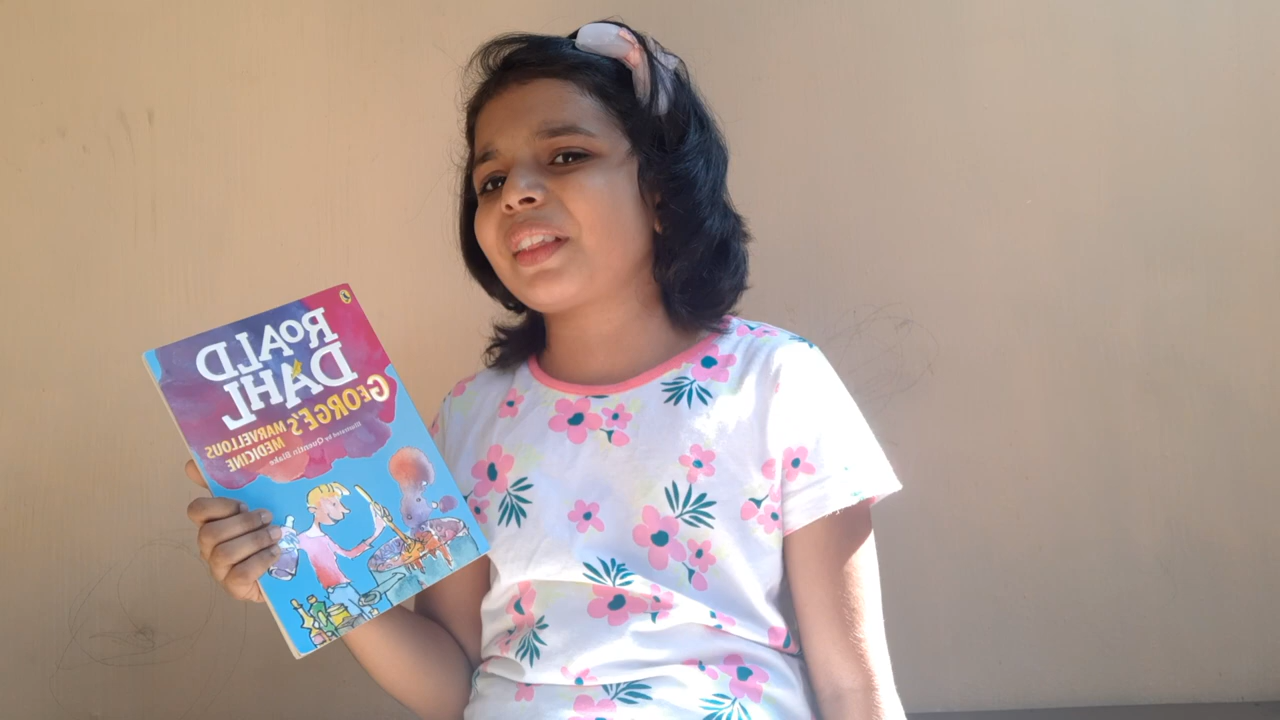 ROALD
DAHL
GEORGE'S
MARVELLOUS
MEDICINE
Illustrated by Quentin Blake